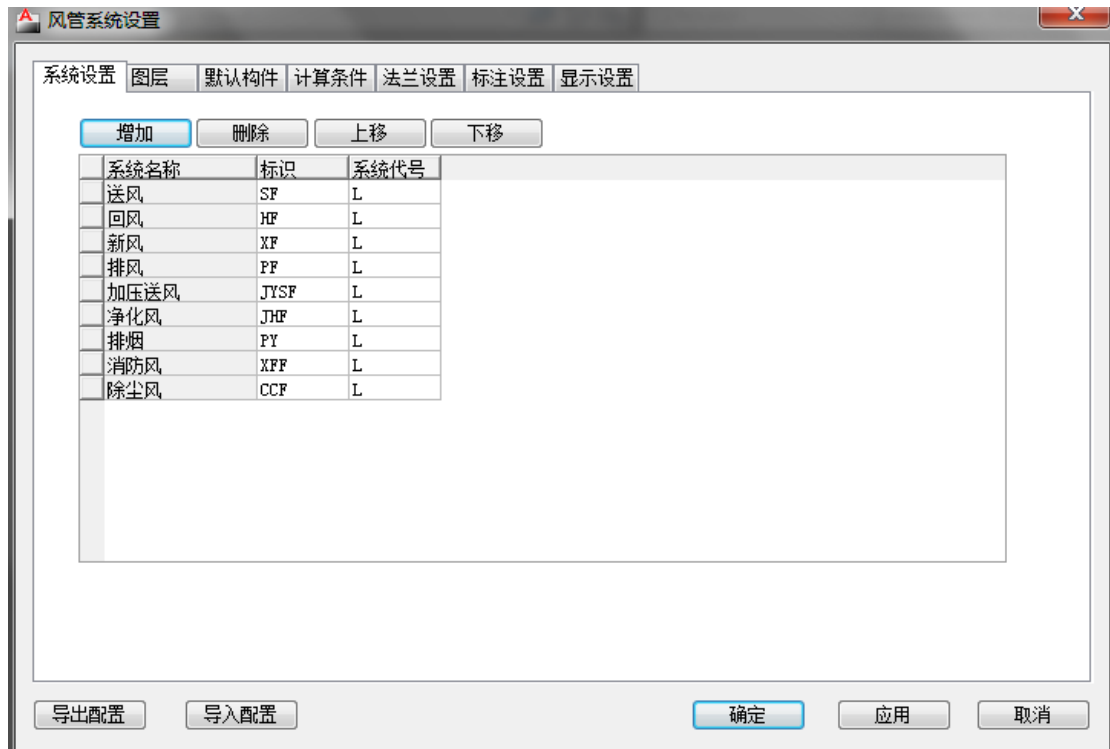 风管系统设置
系统设置 图层 默认构件 计算条件 法兰设置 标注设置 显示设置
增加 删除 上移 下移
系统名称 标识 系统代号
送风 SF L
回风 HF L
新风 XF L
排风 PF L
加压送风 JYSF L
净化风 JHF L
排烟 PY L
消防风 XFF L
除尘风 CCF L
导出配置 导入配置 确定 应用 取消